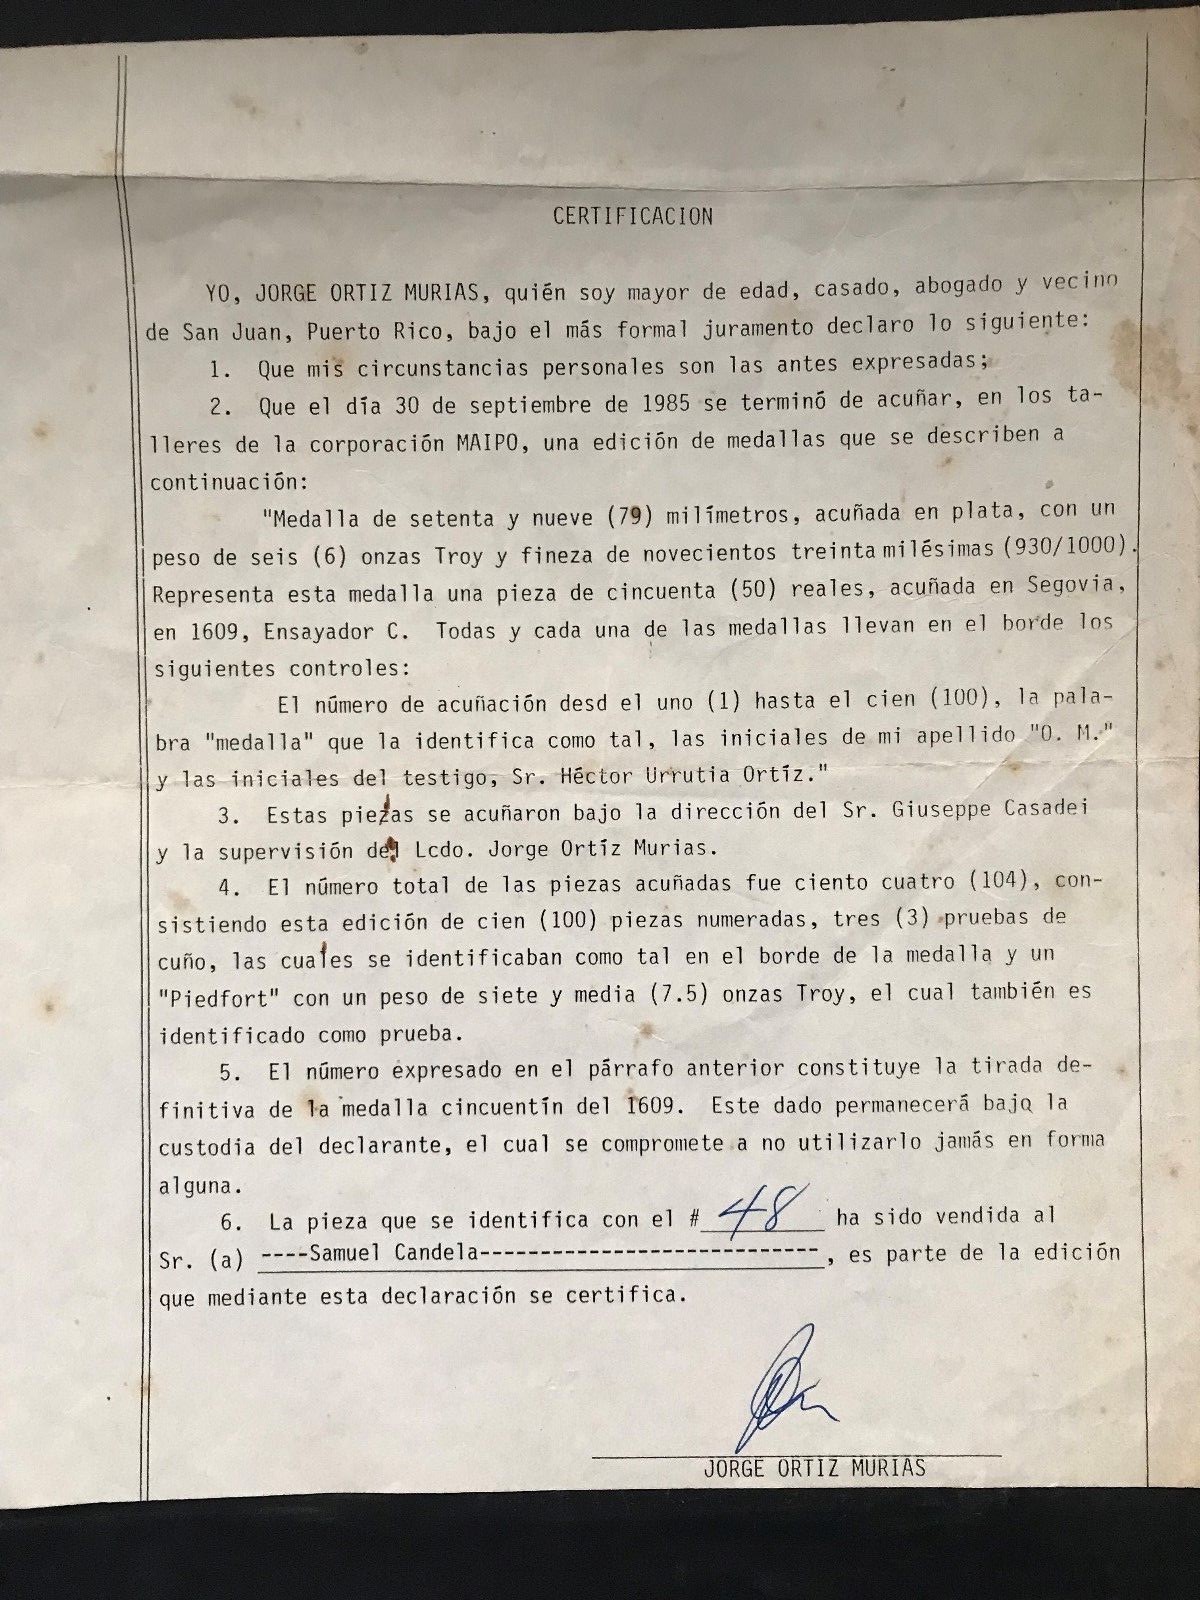 CERTIFICACION
YO, JORGE ORTIZ MURIAS, quién soy mayor de edad, casado, abogado y vecino
de San Juan, Puerto Rico, bajo el más formal juramento declaro lo siguiente:
1. Que mis circunstancias personales son las antes expresadas;
2. Que el día 30 de septiembre de 1985 se terminó de acuñar, en los ta-
lleres de la corporación MAIPO, una edición de medallas que se describen a
continuación:
"Medalla de setenta y nueve (79) milímetros, acuñada en plata, con un
peso de seis (6) onzas Troy y fineza de novecientos treinta milésimas (930/1000).
Representa esta medalla una pieza de cincuenta (50) reales, acuñada en Segovia,
en 1609, Ensayador C. Todas y cada una de las medallas llevan en el borde los
siguientes controles:
El número de acuñación desd el uno (1) hasta el cien (100), la pala-
bra "medalla" que la identifica como tal, las iniciales de mi apellido "O. M."
y las iniciales del testigo, Sr. Héctor Urrutia Ortíz."
3. Estas piezas se acuñaron bajo la dirección del Sr. Giuseppe Casadei
y la supervisión del Lcdo. Jorge Ortíz Murias.
4. El número total de las piezas acuñadas fue ciento cuatro (104), con-
sistiendo esta edición de cien (100) piezas numeradas, tres (3) pruebas de
cuño, las cuales se identificaban como tal en el borde de la medalla y un
"Piedfort" con un peso de siete y media (7.5) onzas Troy, el cual también es
identificado como prueba.
5. El número expresado en el párrafo anterior constituye la tirada de-
finitiva de la medalla cincuentín del 1609. Este dado permanecerá bajo la
custodia del declarante, el cual se compromete a no utilizarlo jamás en forma
alguna.
6. La pieza que se identifica con el # 48 ha sido vendida al
Sr. (a) ----Samuel Candela----------------------------, es parte de la edición
que mediante esta declaración se certifica.
JORGE ORTIZ MURIAS